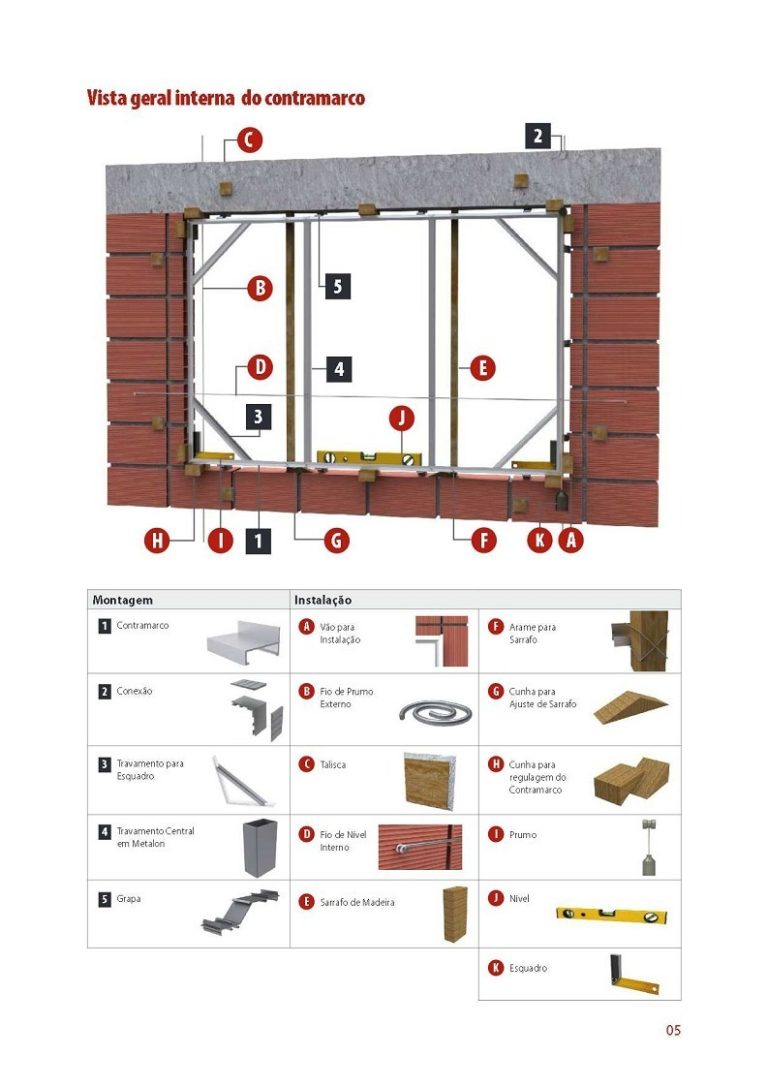 Vista geral interna do contramarco
C
2
B
5
D
4
E
3
J
H
I
1
G
F
K
A
Montagem
Instalação
1 Contramarco
A Vão para
Instalação
F Arame para
Sarrafo
2 Conexão
B Fio de Prumo
Externo
G Cunha para
Ajuste de Sarrafo
3 Travamento para
Esquadro
C Talisca
H Cunha para
regulagem do
Contramarco
4 Travamento Central
em Metalon
D Fio de Nível
Interno
I Prumo
5 Grapa
E Sarrafo de Madeira
J Nível
K Esquadro
05